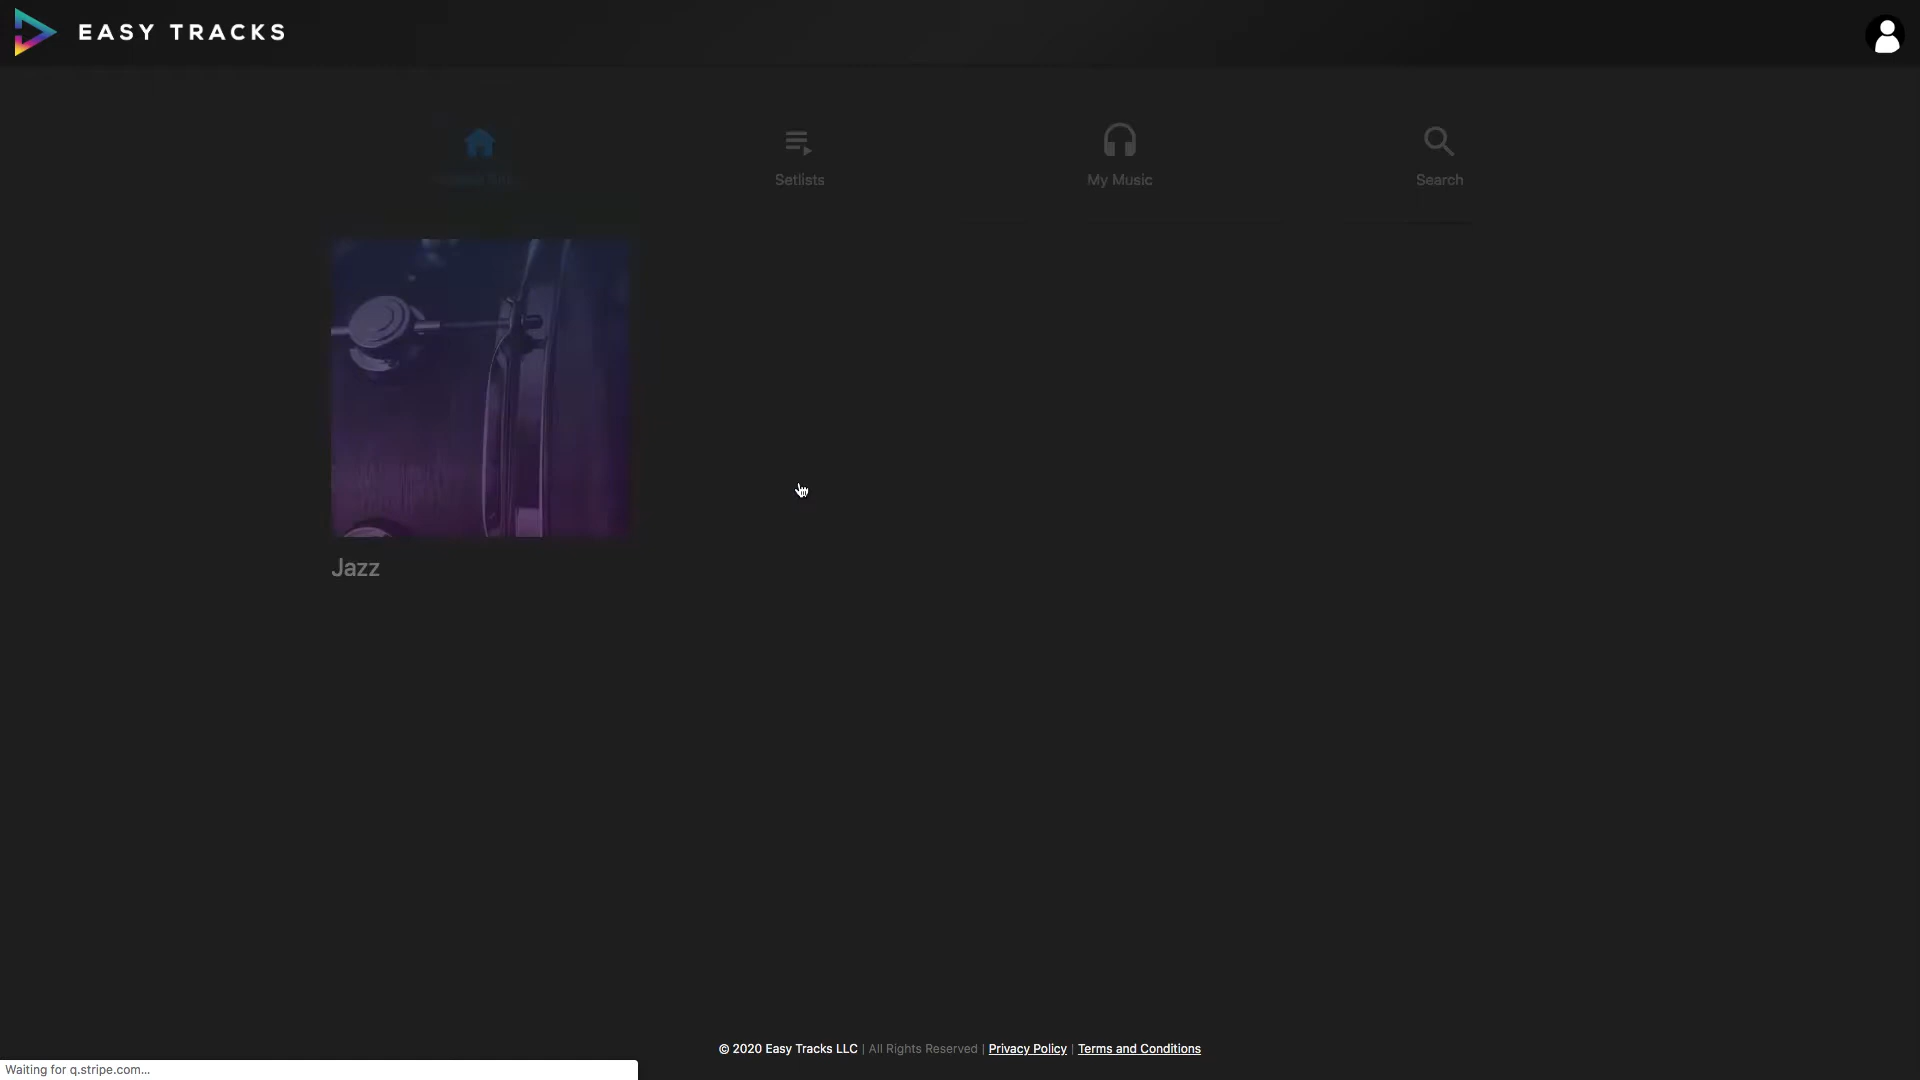 EASY TRACKS
Setlists
My Music
Search
Jazz
© 2020 Easy Tracks LLC | All Rights Reserved | Privacy Policy | Terms and Conditions
Waiting for q.stripe.com...